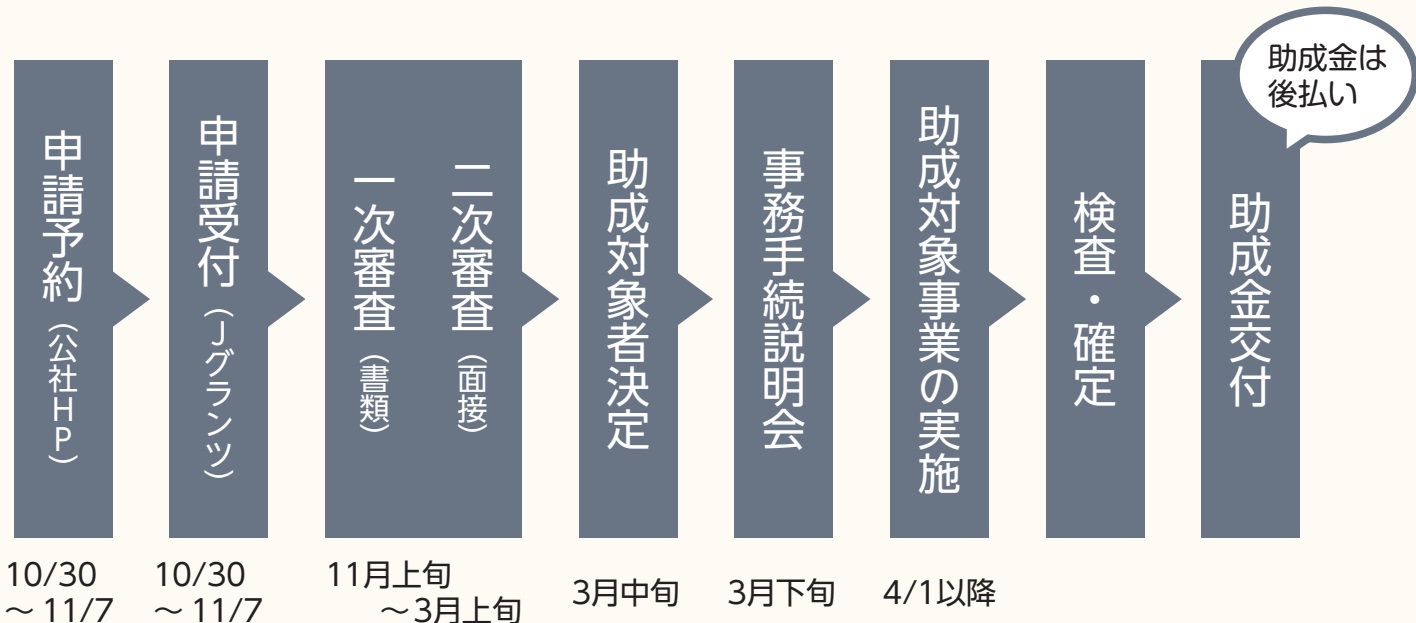 申請予約（公社HP）
申請受付（Jグランツ）
一次審査（書類）
二次審査（面接）
助成対象者決定
事務手続説明会
助成対象事業の実施
検査・確定
助成金交付
助成金は
後払い
10/30
～11/7
10/30
～11/7
11月上旬
～3月上旬
3月中旬
3月下旬
4/1以降